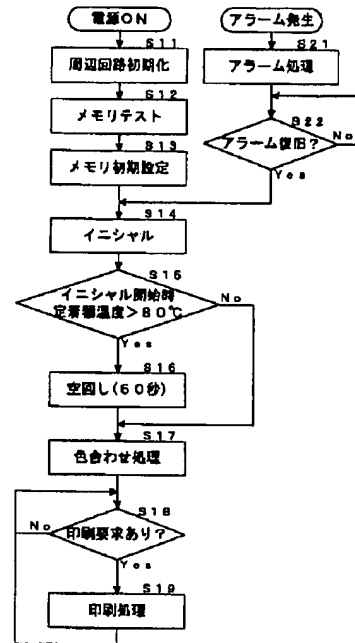 電源ON
S11
周辺回路初期化
S12
メモリテスト
S13
メモリ初期設定
アラーム発生
S21
アラーム処理
S22
アラーム復旧?
No
Yes
S14
イニシャル
S15
イニシャル開始時
定着器温度>80℃
No
Yes
S16
空回し(60秒)
S17
色合わせ処理
S18
No
印刷要求あり?
Yes
S19
印刷処理